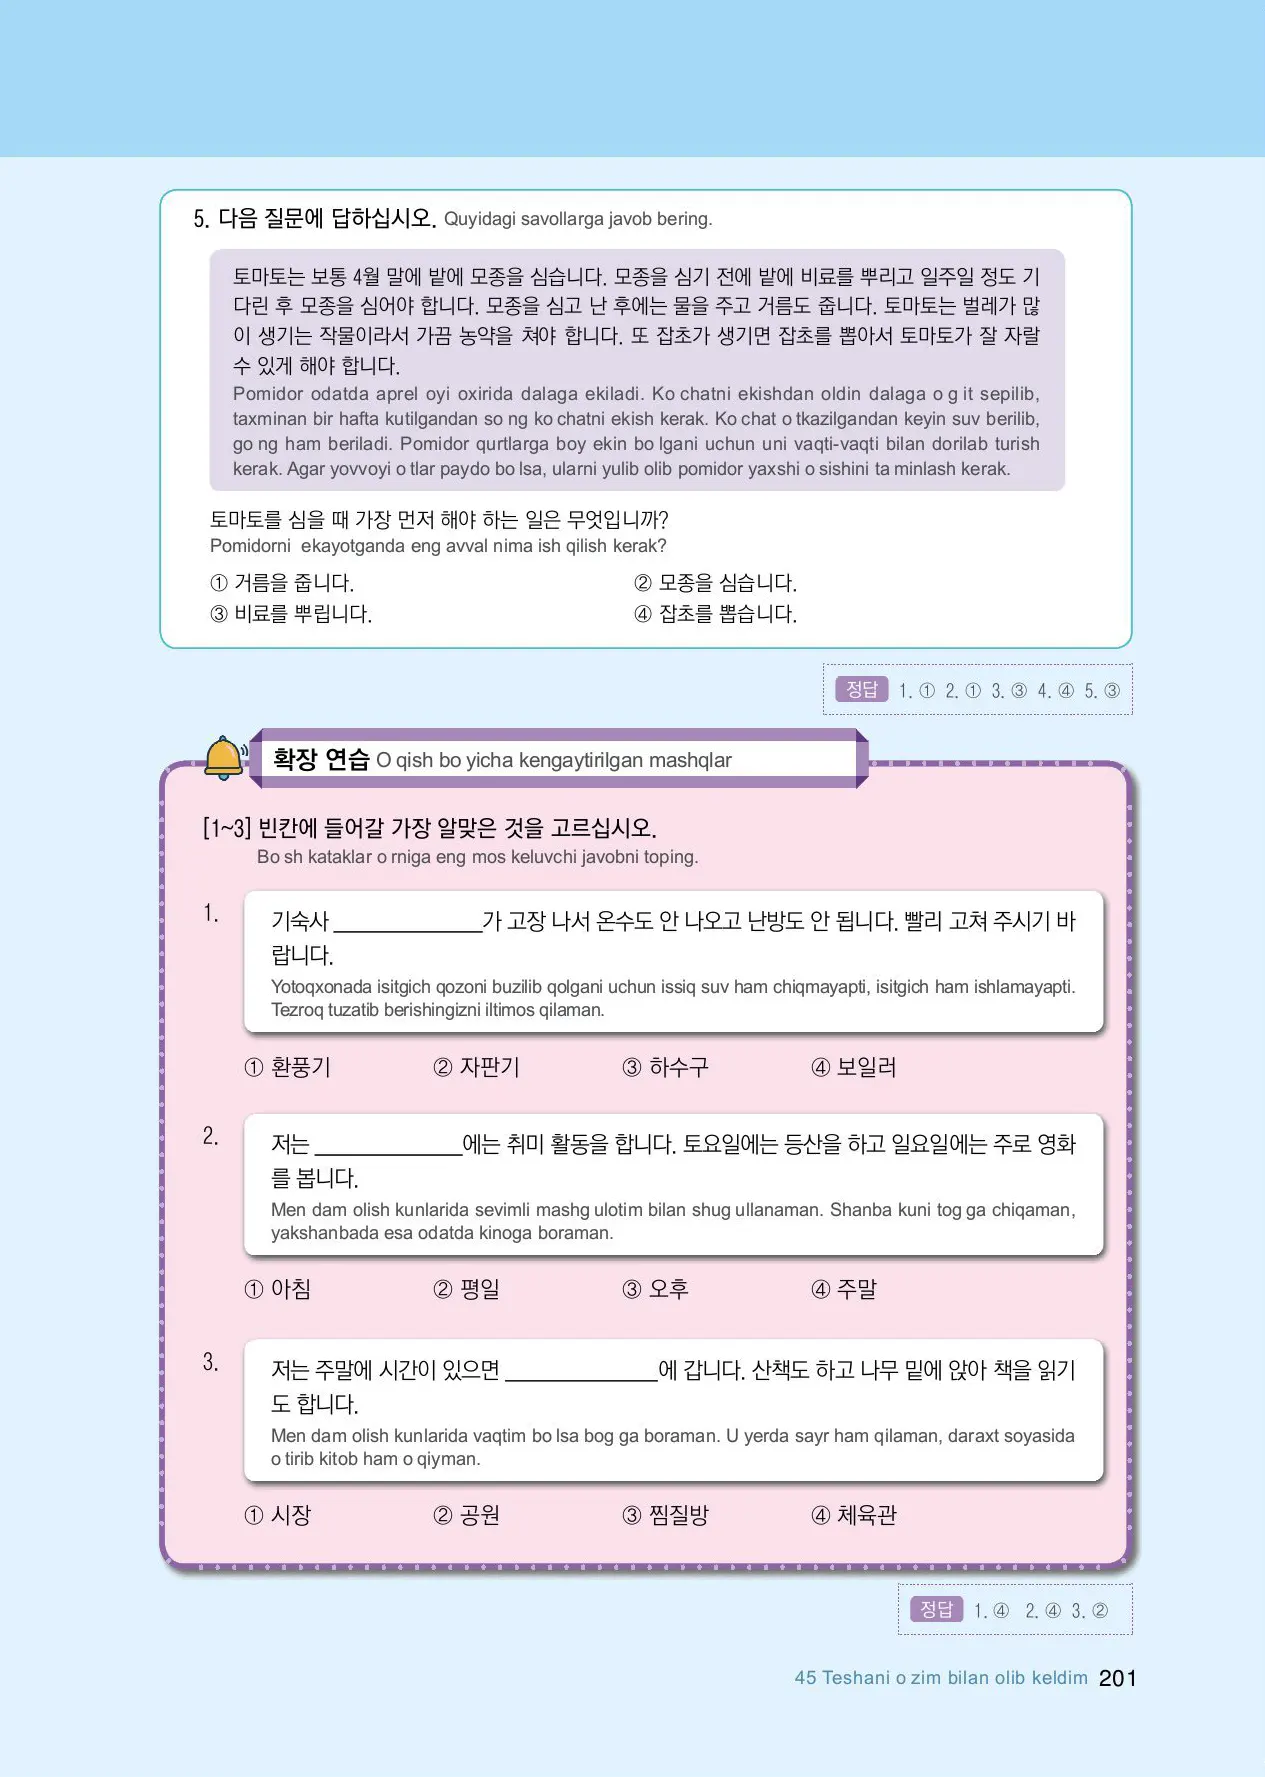 5. 다음 질문에 답하십시오. Quyidagi savollarga javob bering.
토마토는 보통 4월 말에 밭에 모종을 심습니다. 모종을 심기 전에 밭에 비료를 뿌리고 일주일 정도 기
다린 후 모종을 심어야 합니다. 모종을 심고 난 후에는 물을 주고 거름도 줍니다. 토마토는 벌레가 많
이 생기는 작물이라서 가끔 농약을 쳐야 합니다. 또 잡초가 생기면 잡초를 뽑아서 토마토가 잘 자랄
수 있게 해야 합니다.
Pomidor odatda aprel oyi oxirida dalaga ekiladi. Ko chatni ekishdan oldin dalaga o g it sepilib,
taxminan bir hafta kutilgandan so ng ko chatni ekish kerak. Ko chat o tkazilgandan keyin suv berilib,
go ng ham beriladi. Pomidor qurtlarga boy ekin bo lgani uchun uni vaqti-vaqti bilan dorilab turish
kerak. Agar yovvoyi o tlar paydo bo lsa, ularni yulib olib pomidor yaxshi o sishini ta minlash kerak.
토마토를 심을 때 가장 먼저 해야 하는 일은 무엇입니까?
Pomidorni ekayotganda eng avval nima ish qilish kerak?
① 거름을 줍니다. ② 모종을 심습니다.
③ 비료를 뿌립니다. ④ 잡초를 뽑습니다.
정답 1. ① 2. ① 3. ③ 4. ④ 5. ③
확장 연습 O qish bo yicha kengaytirilgan mashqlar
[1~3] 빈칸에 들어갈 가장 알맞은 것을 고르십시오.
Bo sh kataklar o rniga eng mos keluvchi javobni toping.
1. 기숙사 ______________가 고장 나서 온수도 안 나오고 난방도 안 됩니다. 빨리 고쳐 주시기 바
랍니다.
Yotoqxonada isitgich qozoni buzilib qolgani uchun issiq suv ham chiqmayapti, isitgich ham ishlamayapti.
Tezroq tuzatib berishingizni iltimos qilaman.
① 환풍기 ② 자판기 ③ 하수구 ④ 보일러
2. 저는 ______________에는 취미 활동을 합니다. 토요일에는 등산을 하고 일요일에는 주로 영화
를 봅니다.
Men dam olish kunlarida sevimli mashg ulotim bilan shug ullanaman. Shanba kuni tog ga chiqaman,
yakshanbada esa odatda kinoga boraman.
① 아침 ② 평일 ③ 오후 ④ 주말
3. 저는 주말에 시간이 있으면 ______________에 갑니다. 산책도 하고 나무 밑에 앉아 책을 읽기
도 합니다.
Men dam olish kunlarida vaqtim bo lsa bog ga boraman. U yerda sayr ham qilaman, daraxt soyasida
o tirib kitob ham o qiyman.
① 시장 ② 공원 ③ 찜질방 ④ 체육관
정답 1. ④ 2. ④ 3. ②
45 Teshani o zim bilan olib keldim 201